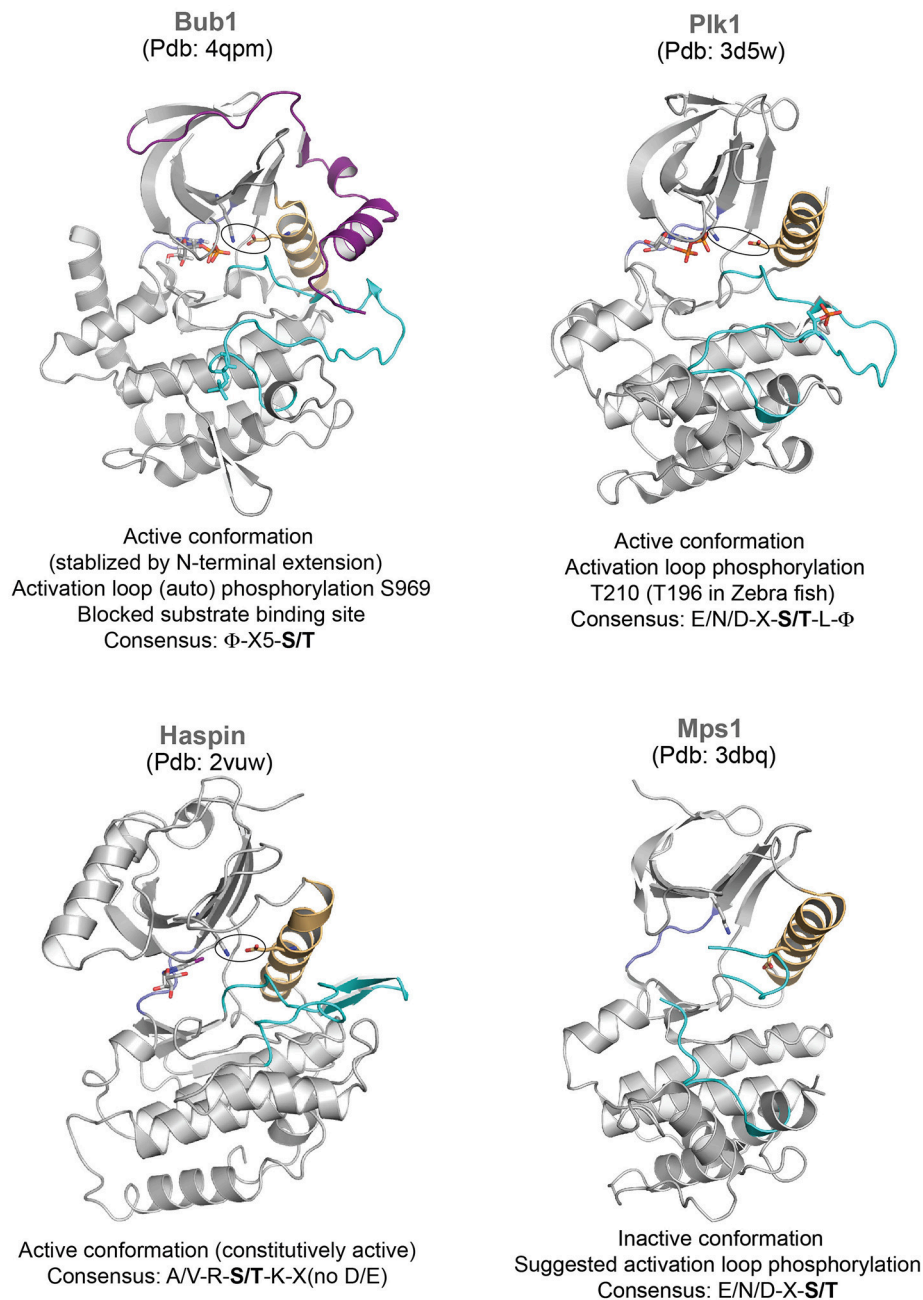 Bub1
(Pdb: 4qpm)
Active conformation
(stablized by N-terminal extension)
Activation loop (auto) phosphorylation S969
Blocked substrate binding site
Consensus: Φ-X5-S/T
Plk1
(Pdb: 3d5w)
Active conformation
Activation loop phosphorylation
T210 (T196 in Zebra fish)
Consensus: E/N/D-X-S/T-L-Φ
Haspin
(Pdb: 2vuw)
Active conformation (constitutively active)
Consensus: A/V-R-S/T-K-X(no D/E)
Mps1
(Pdb: 3dbq)
Inactive conformation
Suggested activation loop phosphorylation
Consensus: E/N/D-X-S/T